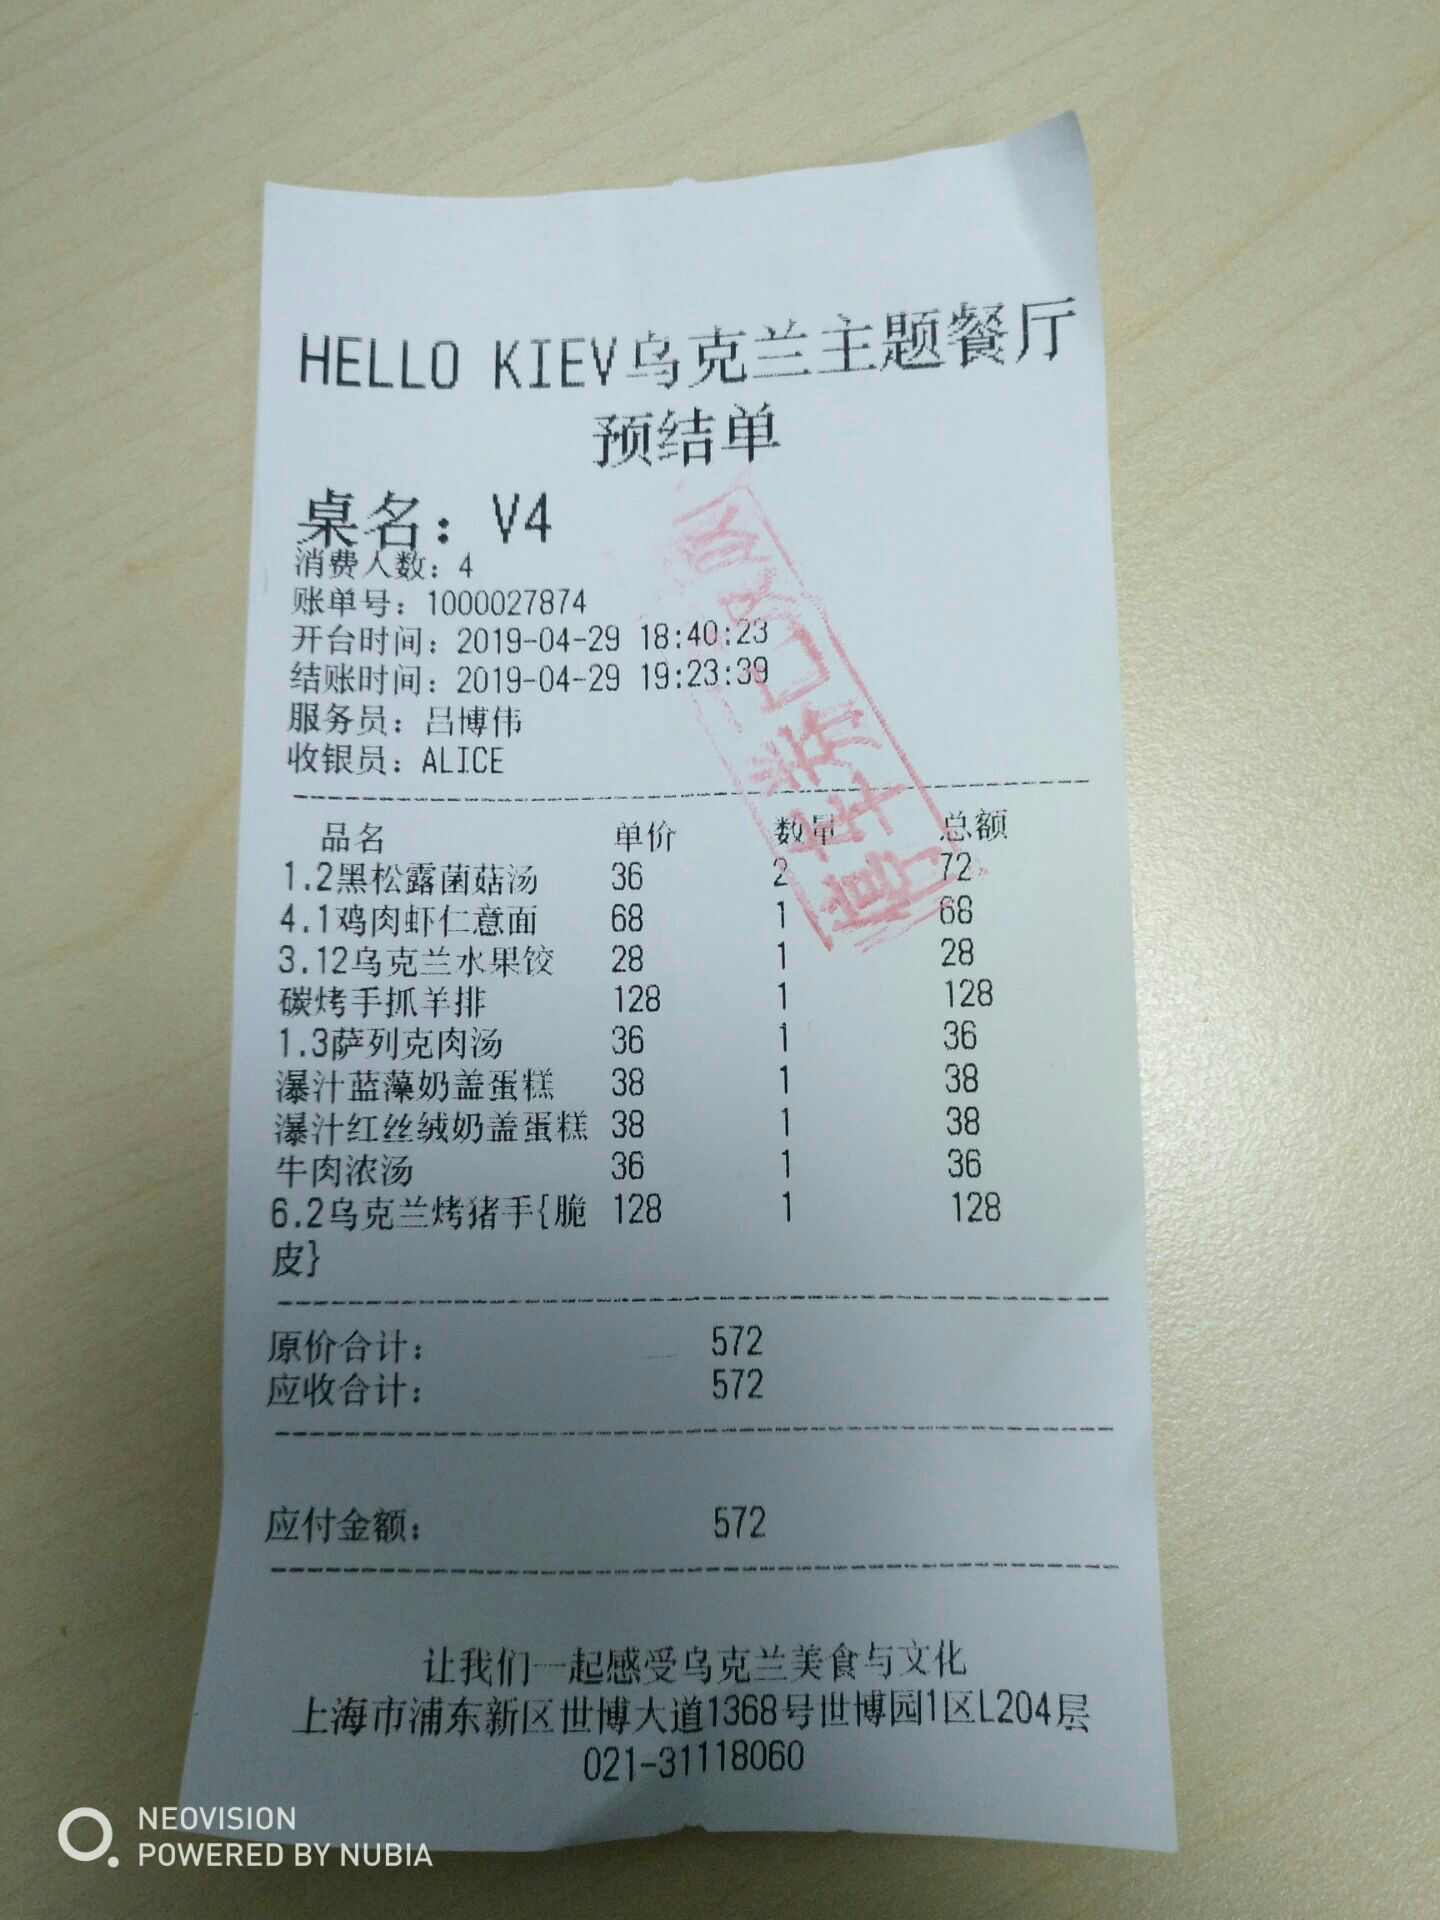 HELLO KIEV乌克兰主题餐厅
预结单
桌名：V4
消费人数：4
账单号：1000027874
开台时间：2019-04-29 18:40:23
结账时间：2019-04-29 19:23:39
服务员：吕博伟
收银员：ALICE
品名 单价 数量 总额
1.2黑松露菌菇汤 36 2 72
4.1鸡肉虾仁意面 68 1 68
3.12乌克兰水果饺 28 1 28
碳烤手抓羊排 128 1 128
1.3萨列克肉汤 36 1 36
瀑汁蓝藻奶盖蛋糕 38 1 38
瀑汁红丝绒奶盖蛋糕 38 1 38
牛肉浓汤 36 1 36
6.2乌克兰烤猪手{脆 128 1 128
皮}
原价合计： 572
应收合计： 572
应付金额： 572
让我们一起感受乌克兰美食与文化
上海市浦东新区世博大道1368号世博园1区L204层
021-31118060
NEOVISION
POWERED BY NUBIA